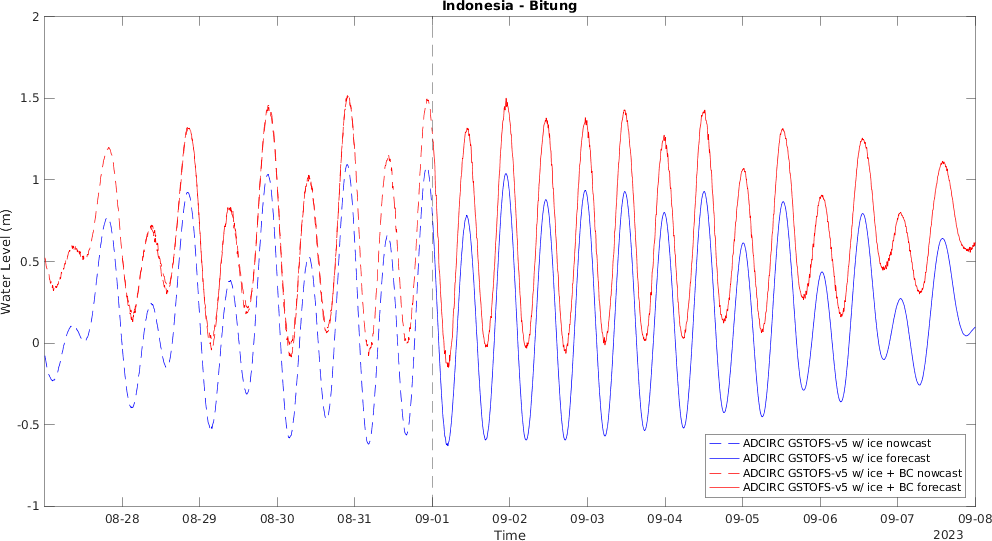 Indonesia - Bitung
2
1.5
1
0.5
0
-0.5
-1
Water Level (m)
08-28 08-29 08-30 08-31 09-01 09-02 09-03 09-04 09-05 09-06 09-07 09-08
Time
2023
ADCIRC GSTOFS-v5 w/ ice nowcast
ADCIRC GSTOFS-v5 w/ ice forecast
ADCIRC GSTOFS-v5 w/ ice + BC nowcast
ADCIRC GSTOFS-v5 w/ ice + BC forecast